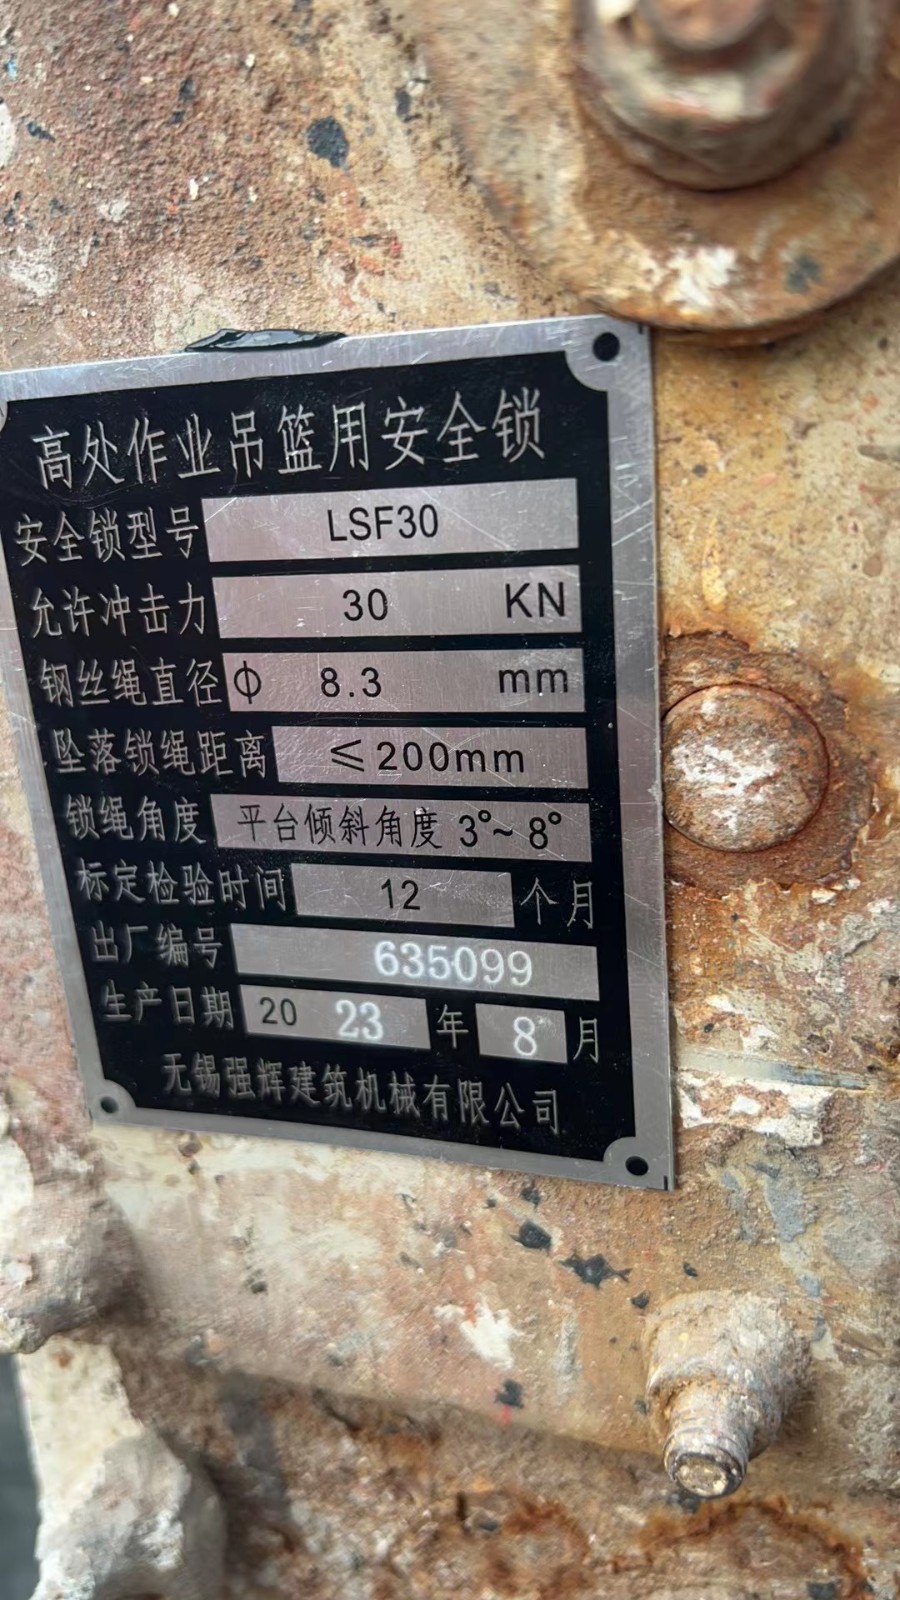 高处作业吊篮用安全锁
安全锁型号 LSF30
允许冲击力 30 KN
钢丝绳直径 Φ 8.3 mm
坠落锁绳距离 ≤200mm
锁绳角度 平台倾斜角度 3°~8°
标定检验时间 12 个月
出厂编号 635099
生产日期 20 23 年 8 月
无锡强辉建筑机械有限公司